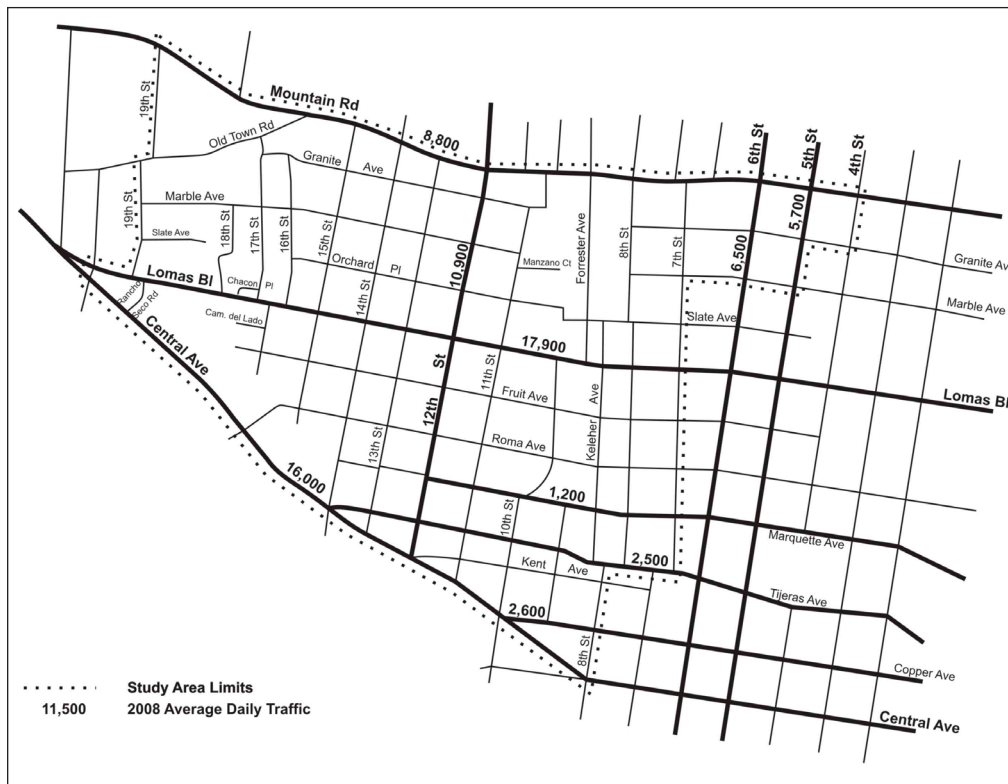 Mountain Rd
8,800
19th St
Old Town Rd
Granite Ave
6th St
5th St
4th St
Marble Ave
19th St
Slate Ave
18th St
17th St
16th St
15th St
Orchard Pl
14th St
Lomas Bl
Chacon Pl
Rancho Seco Rd
Cam. del Lado
Central Ave
10,900
Manzano Ct
Forrester Ave
8th St
7th St
6,500
5,700
Granite Av
Marble Ave
Slate Ave
17,900
Lomas Bl
12th St
11th St
Fruit Ave
Keleher Ave
Roma Ave
13th St
16,000
1,200
10th St
Marquette Ave
Kent Ave
2,500
Tijeras Ave
2,600
8th St
Copper Ave
Central Ave
Study Area Limits
11,500 2008 Average Daily Traffic